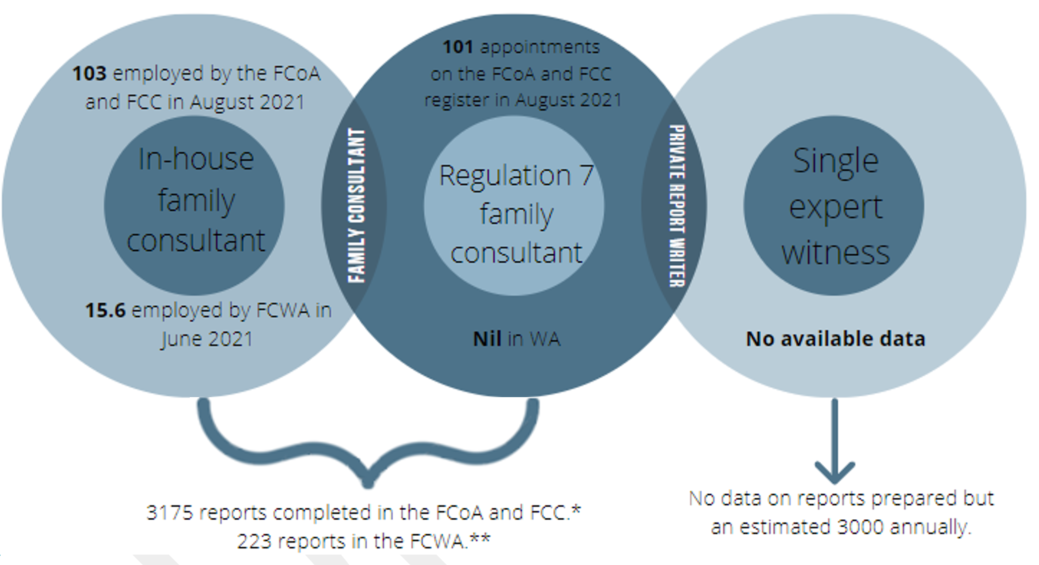 103 employed by the FCoA
and FCC in August 2021
In-house
family
consultant
15.6 employed by FCWA in
June 2021
FAMILY CONSULTANT
101 appointments
on the FCoA and FCC
register in August 2021
Regulation 7
family
consultant
Nil in WA
PRIVATE REPORT WRITER
Single
expert
witness
No available data
3175 reports completed in the FCoA and FCC.*
223 reports in the FCWA.**
No data on reports prepared but
an estimated 3000 annually.